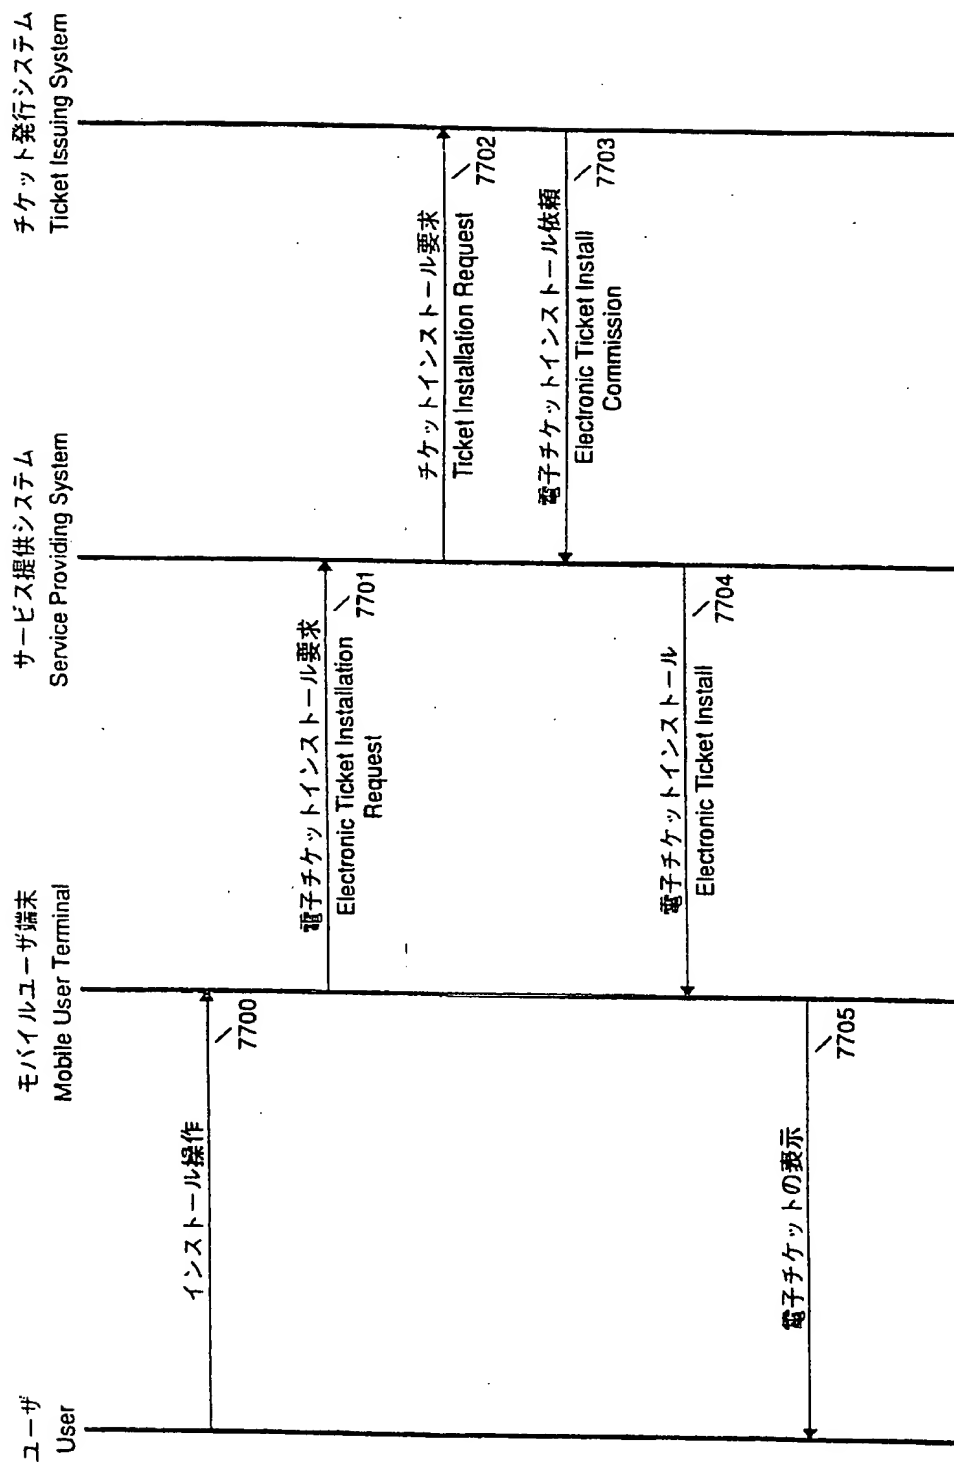 ユーザ
User
モバイルユーザ端末
Mobile User Terminal
サービス提供システム
Service Providing System
チケット発行システム
Ticket Issuing System
インストール操作
7700
電子チケットインストール要求
Electronic Ticket Installation
Request
7701
チケットインストール要求
Ticket Installation Request
7702
電子チケットインストール依頼
Electronic Ticket Install
Commission
7703
電子チケットインストール
Electronic Ticket Install
7704
電子チケットの表示
7705